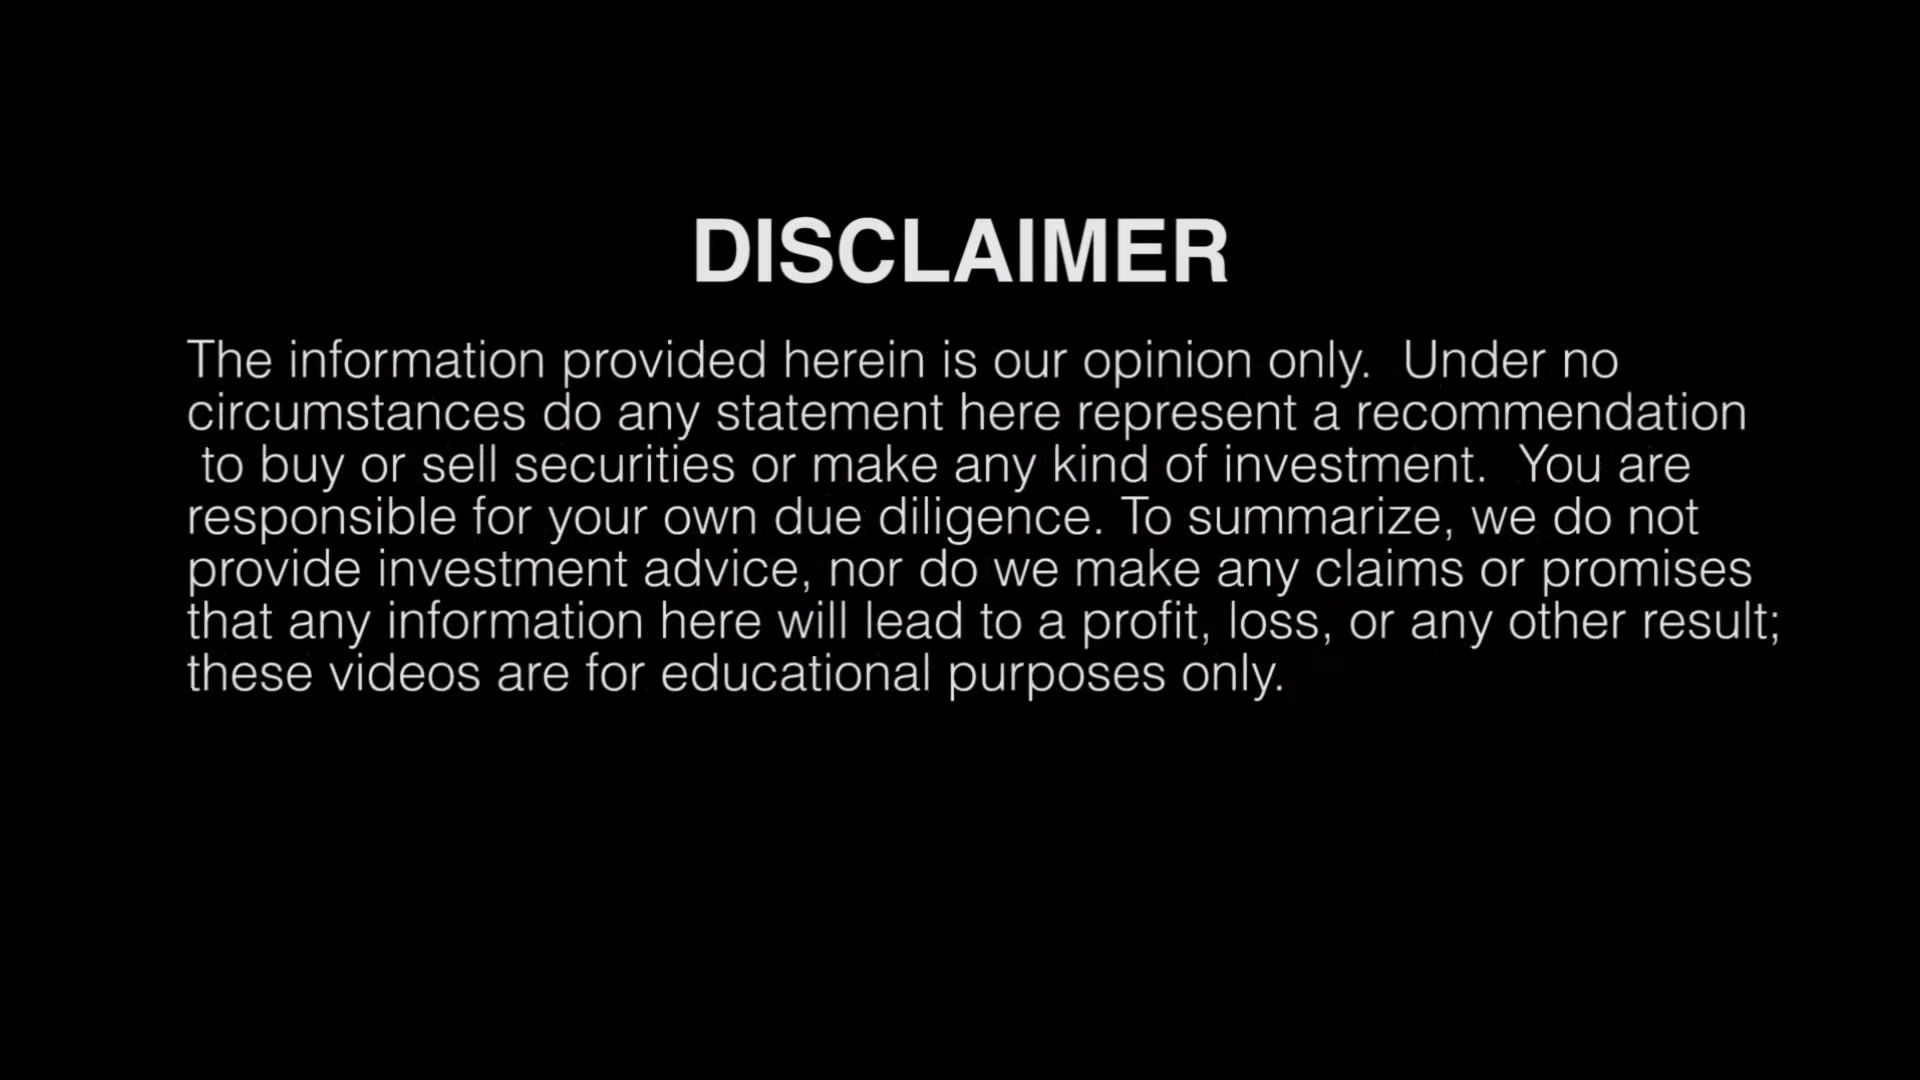 DISCLAIMER
The information provided herein is our opinion only.  Under no
circumstances do any statement here represent a recommendation
 to buy or sell securities or make any kind of investment.  You are
responsible for your own due diligence. To summarize, we do not
provide investment advice, nor do we make any claims or promises
that any information here will lead to a profit, loss, or any other result;
these videos are for educational purposes only.